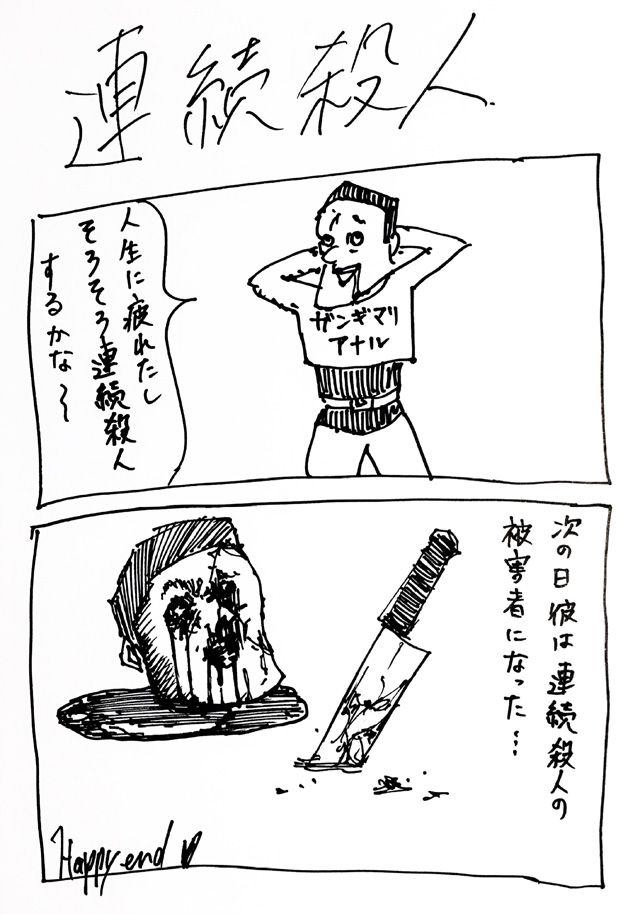 連続殺人
人生に疲れたし
そろそろ連続殺人
するかな〜
ザンギマリ
アナル
次の日彼は連続殺人の
被害者になった…
Happy end ♥